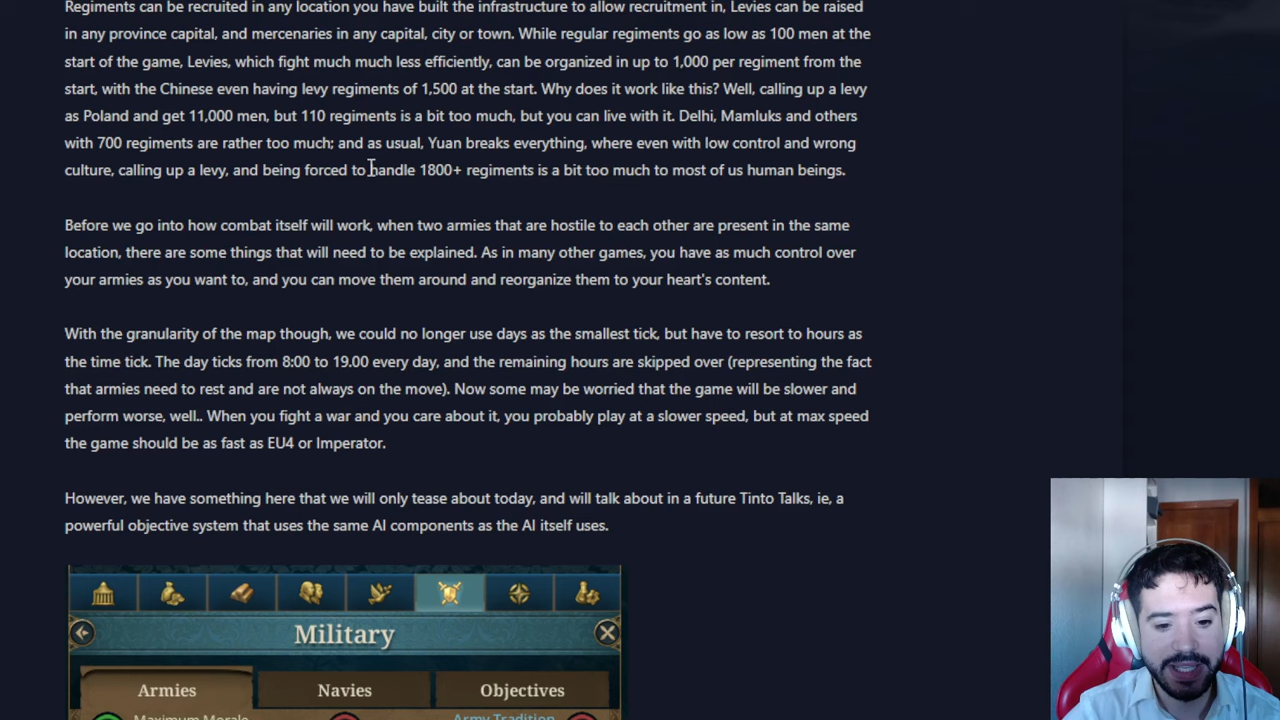 Regiments can be recruited in any location you have built the infrastructure to allow recruitment in, Levies can be raised
in any province capital, and mercenaries in any capital, city or town. While regular regiments go as low as 100 men at the
start of the game, Levies, which fight much much less efficiently, can be organized in up to 1,000 per regiment from the
start, with the Chinese even having levy regiments of 1,500 at the start. Why does it work like this? Well, calling up a levy
as Poland and get 11,000 men, but 110 regiments is a bit too much, but you can live with it. Delhi, Mamluks and others
with 700 regiments are rather too much; and as usual, Yuan breaks everything, where even with low control and wrong
culture, calling up a levy, and being forced to handle 1800+ regiments is a bit too much to most of us human beings.
Before we go into how combat itself will work, when two armies that are hostile to each other are present in the same
location, there are some things that will need to be explained. As in many other games, you have as much control over
your armies as you want to, and you can move them around and reorganize them to your heart's content.
With the granularity of the map though, we could no longer use days as the smallest tick, but have to resort to hours as
the time tick. The day ticks from 8:00 to 19.00 every day, and the remaining hours are skipped over (representing the fact
that armies need to rest and are not always on the move). Now some may be worried that the game will be slower and
perform worse, well.. When you fight a war and you care about it, you probably play at a slower speed, but at max speed
the game should be as fast as EU4 or Imperator.
However, we have something here that we will only tease about today, and will talk about in a future Tinto Talks, ie, a
powerful objective system that uses the same AI components as the AI itself uses.
Military
Armies Navies Objectives
Maximum Morale Army Tradition